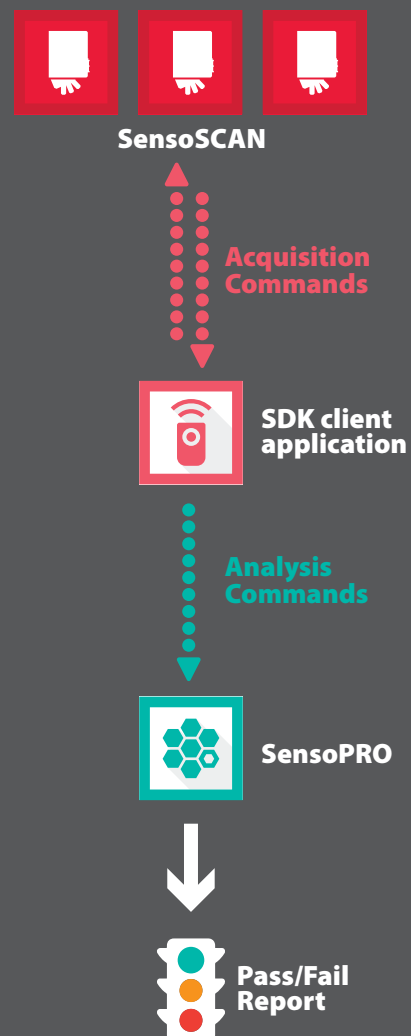 SensoSCAN
Acquisition
Commands
SDK client
application
Analysis
Commands
SensoPRO
Pass/Fail
Report